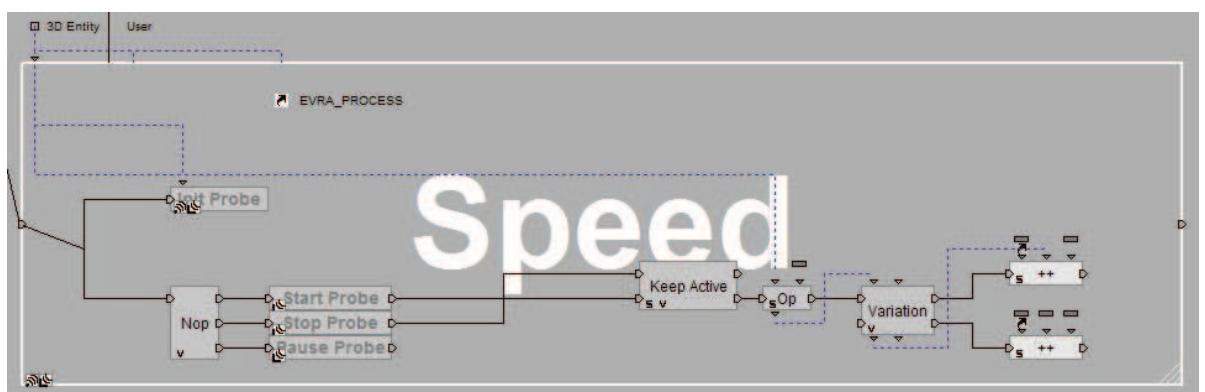 3D Entity User
EVRA_PROCESS
Speed
Init Probe
Nop
V
Start Probe
Stop Probe
Pause Probe
Keep Active
S V
Op
S
Variation
V
++
S
++
S